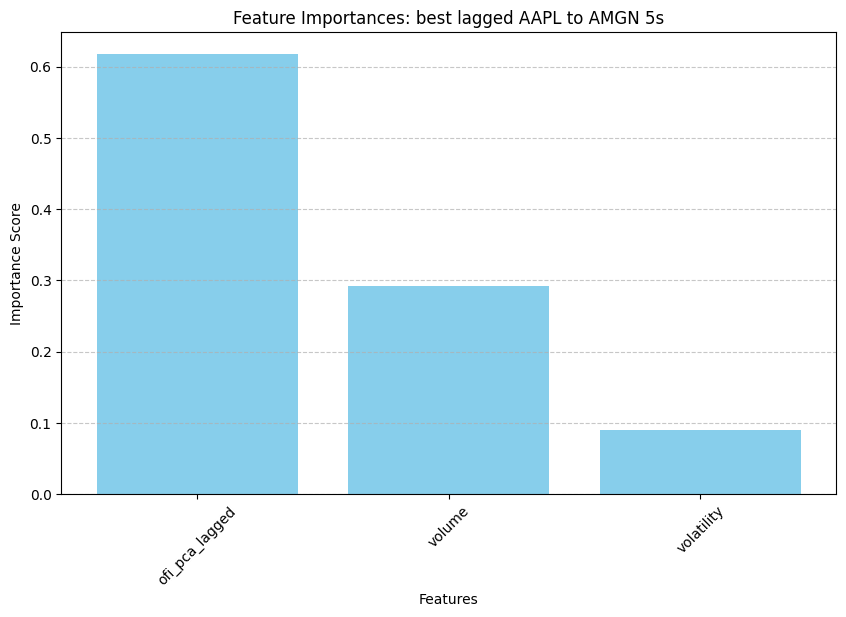 Feature Importances: best lagged AAPL to AMGN 5s
Importance Score
0.6
0.5
0.4
0.3
0.2
0.1
0.0
ofi_pca_lagged
volume
volatility
Features